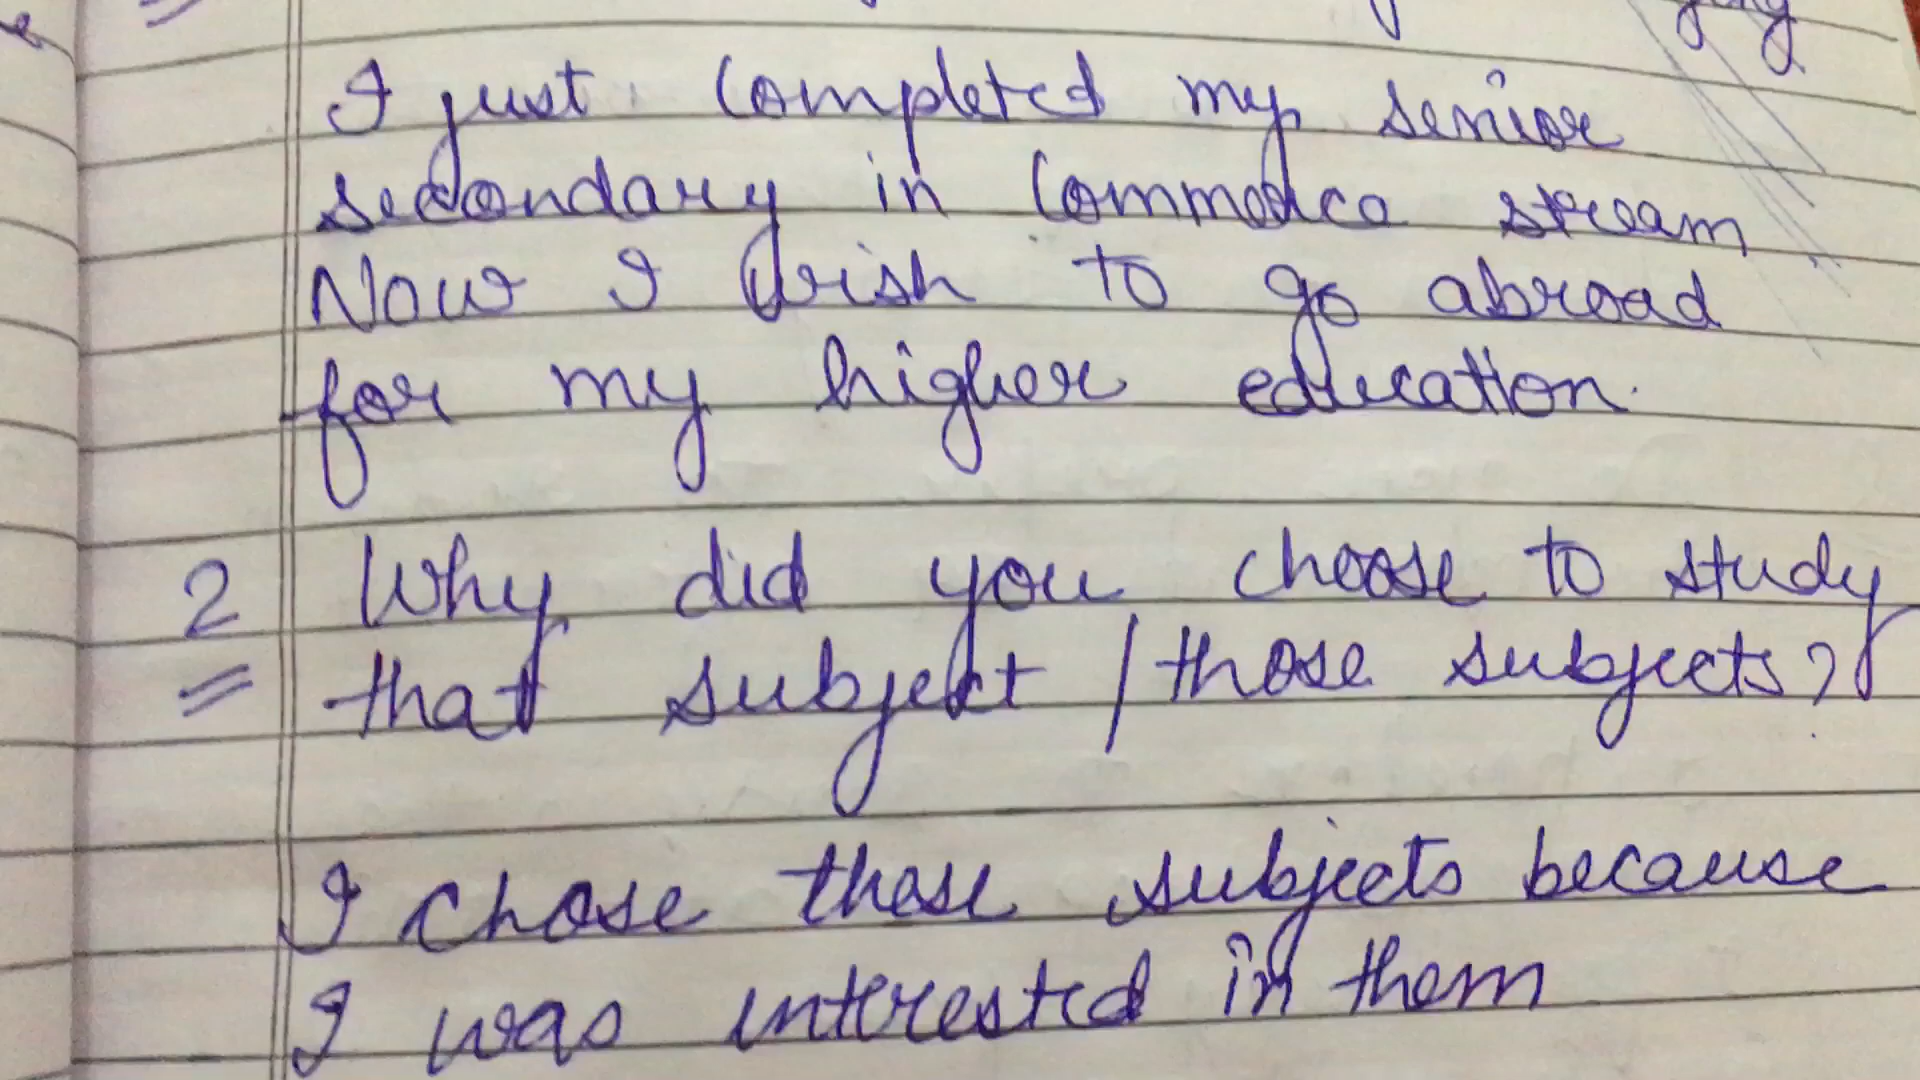 I just completed my senior
secondary in Commerce stream
Now I wish to go abroad
for my higher education.
2 Why did you choose to study
that subject / those subjects?
I chose these subjects because
I was interested in them